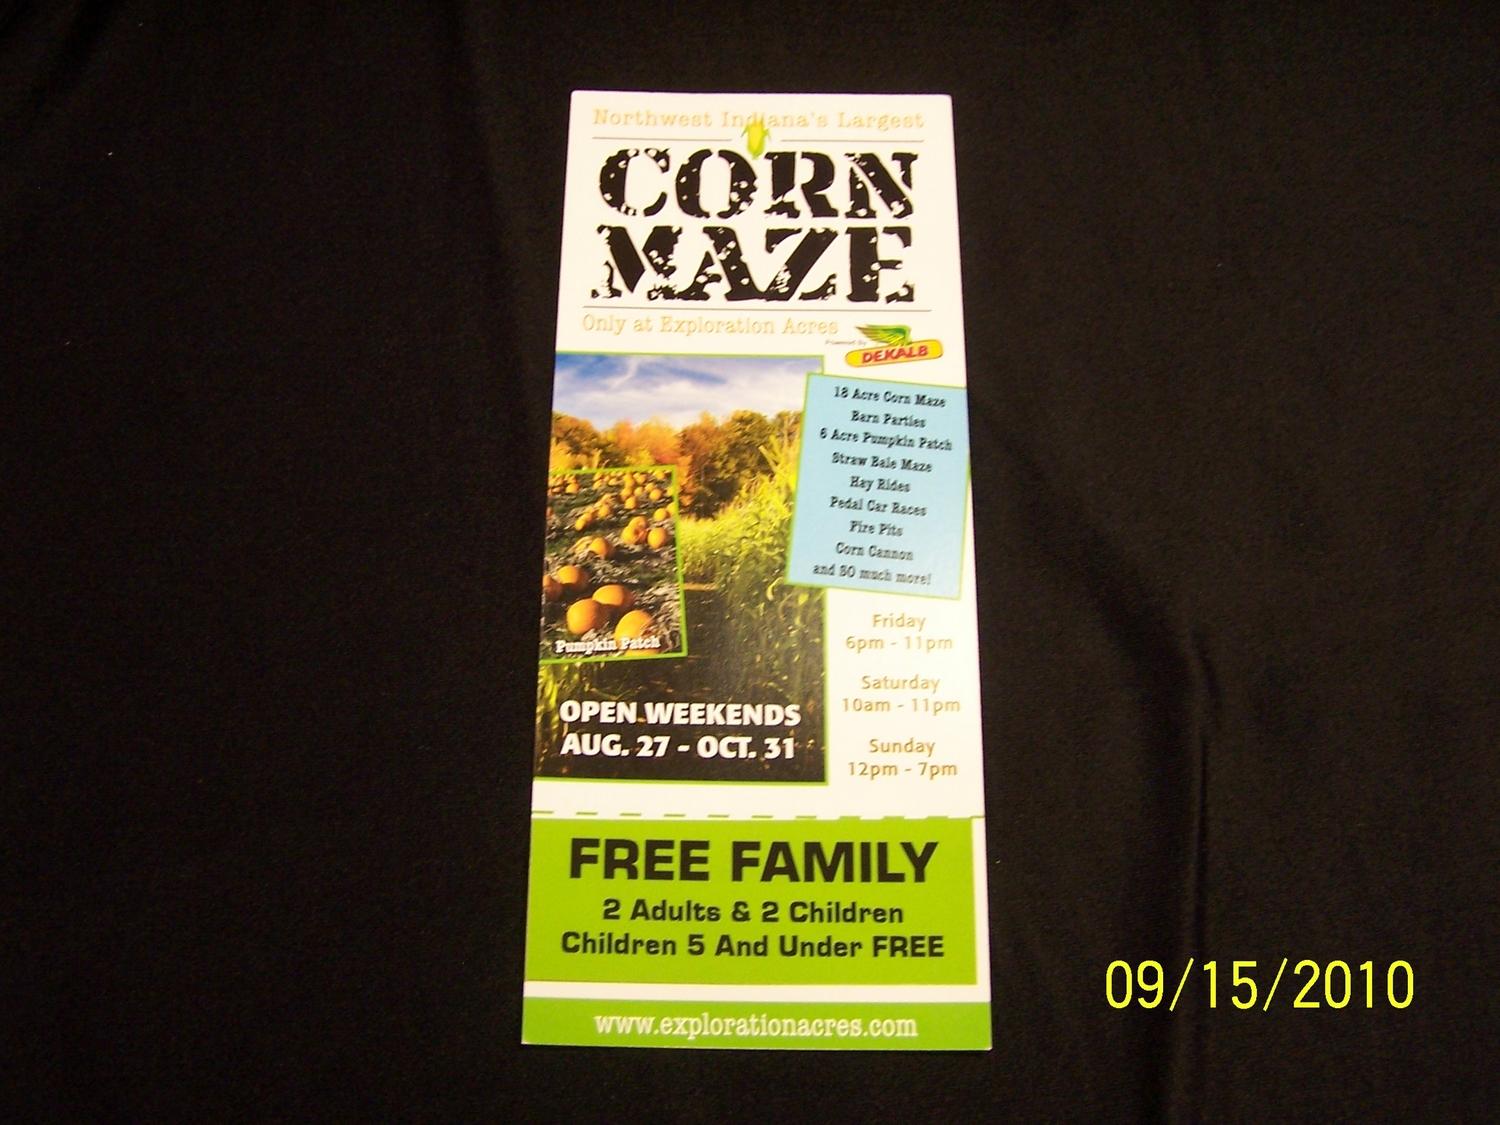 Northwest Indiana's Largest
CORN
MAZE
Only at Exploration Acres
Powered By
DEKALB
18 Acre Corn Maze
Barn Parties
6 Acre Pumpkin Patch
Straw Bale Maze
Hay Rides
Pedal Car Races
Fire Pits
Corn Cannon
and SO much more!
Pumpkin Patch
OPEN WEEKENDS
AUG. 27 - OCT. 31
Friday
6pm - 11pm
Saturday
10am - 11pm
Sunday
12pm - 7pm
FREE FAMILY
2 Adults & 2 Children
Children 5 And Under FREE
www.explorationacres.com
09/15/2010